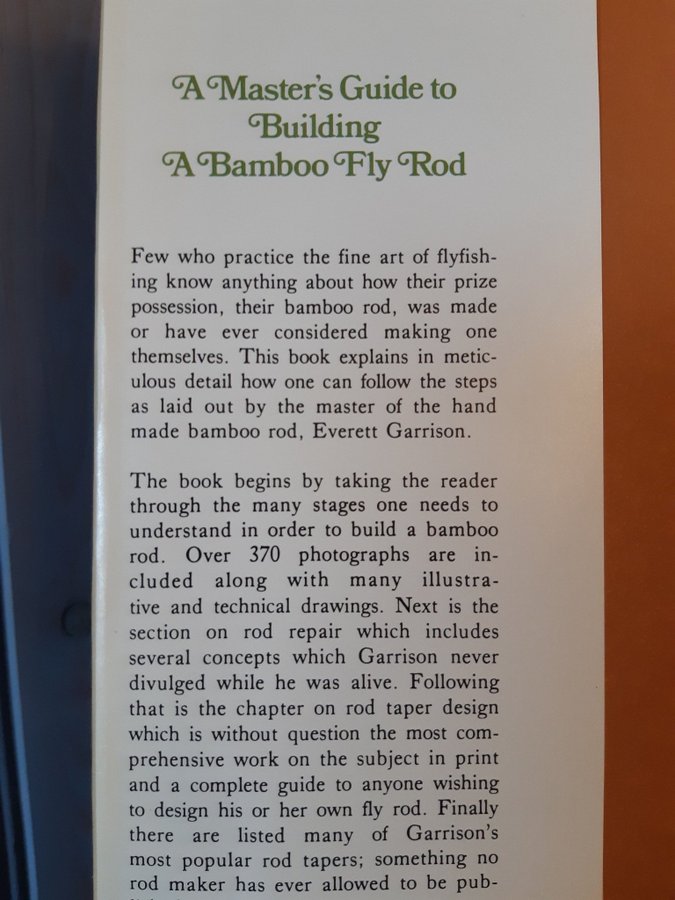 A Master's Guide to
Building
A Bamboo Fly Rod
Few who practice the fine art of flyfish-
ing know anything about how their prize
possession, their bamboo rod, was made
or have ever considered making one
themselves. This book explains in metic-
ulous detail how one can follow the steps
as laid out by the master of the hand
made bamboo rod, Everett Garrison.
The book begins by taking the reader
through the many stages one needs to
understand in order to build a bamboo
rod. Over 370 photographs are in-
cluded along with many illustra-
tive and technical drawings. Next is the
section on rod repair which includes
several concepts which Garrison never
divulged while he was alive. Following
that is the chapter on rod taper design
which is without question the most com-
prehensive work on the subject in print
and a complete guide to anyone wishing
to design his or her own fly rod. Finally
there are listed many of Garrison's
most popular rod tapers; something no
rod maker has ever allowed to be pub-